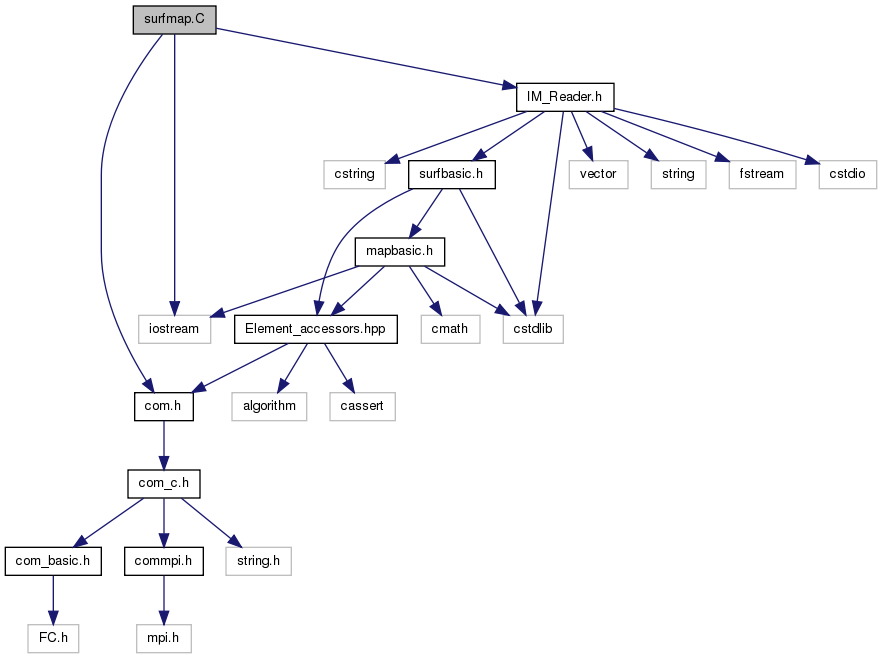 surfmap.C
IM_Reader.h
cstring
surfbasic.h
vector
string
fstream
cstdio
mapbasic.h
iostream
Element_accessors.hpp
cmath
cstdlib
com.h
algorithm
cassert
com_c.h
com_basic.h
commpi.h
string.h
FC.h
mpi.h